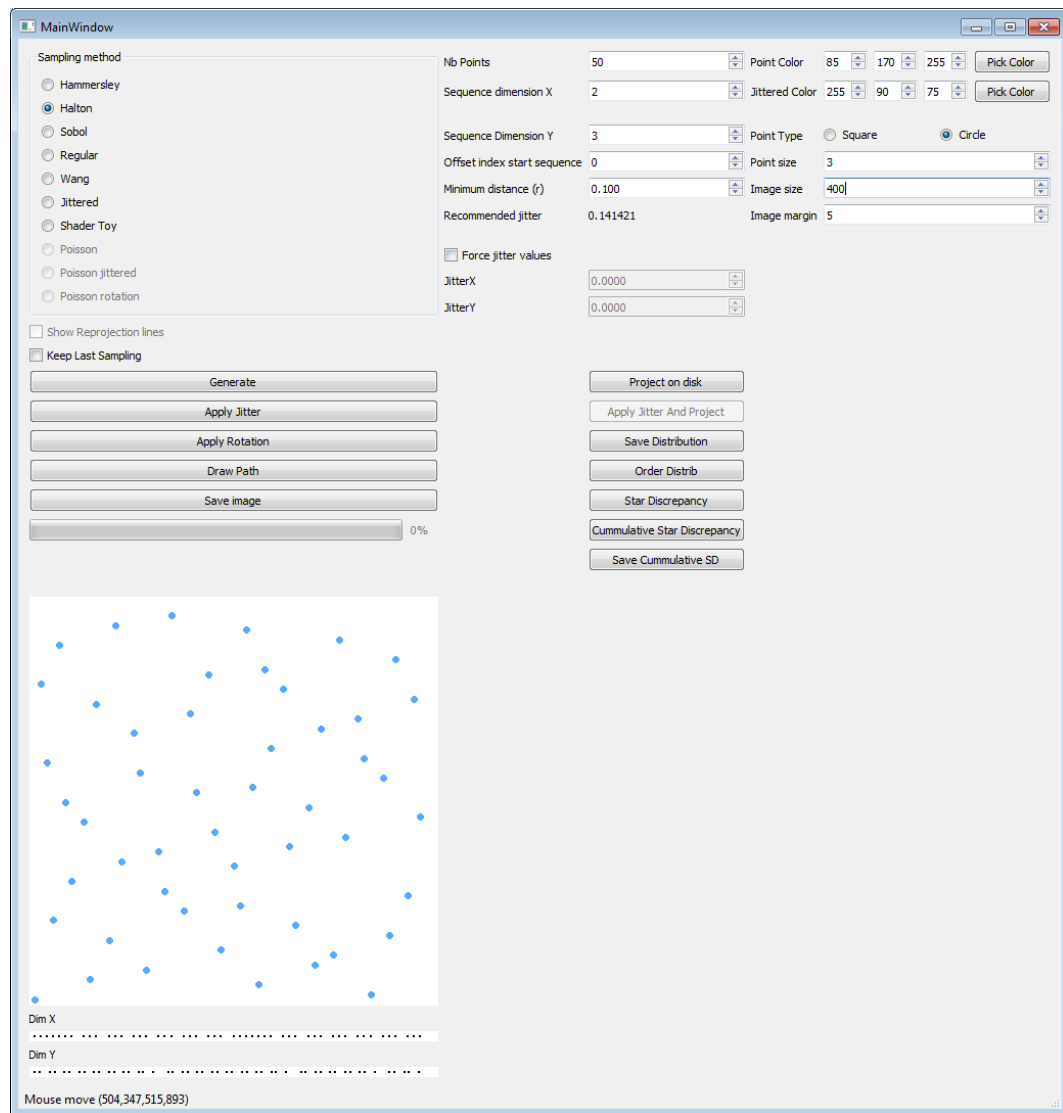 MainWindow
Sampling method
Hammersley
Halton
Sobol
Regular
Wang
Jittered
Shader Toy
Poisson
Poisson jittered
Poisson rotation
Show Reprojection lines
Keep Last Sampling
Nb Points 50 Point Color 85 170 255 Pick Color
Sequence dimension X 2 Jittered Color 255 90 75 Pick Color
Sequence Dimension Y 3 Point Type Square Circle
Offset index start sequence 0 Point size 3
Minimum distance (r) 0.100 Image size 400
Recommended jitter 0.141421 Image margin 5
Force jitter values
JitterX 0.0000
JitterY 0.0000
Generate Project on disk
Apply Jitter Apply Jitter And Project
Apply Rotation Save Distribution
Draw Path Order Distrib
Save image Star Discrepancy
0% Cummulative Star Discrepancy
Save Cummulative SD
Dim X
Dim Y
Mouse move (504,347,515,893)